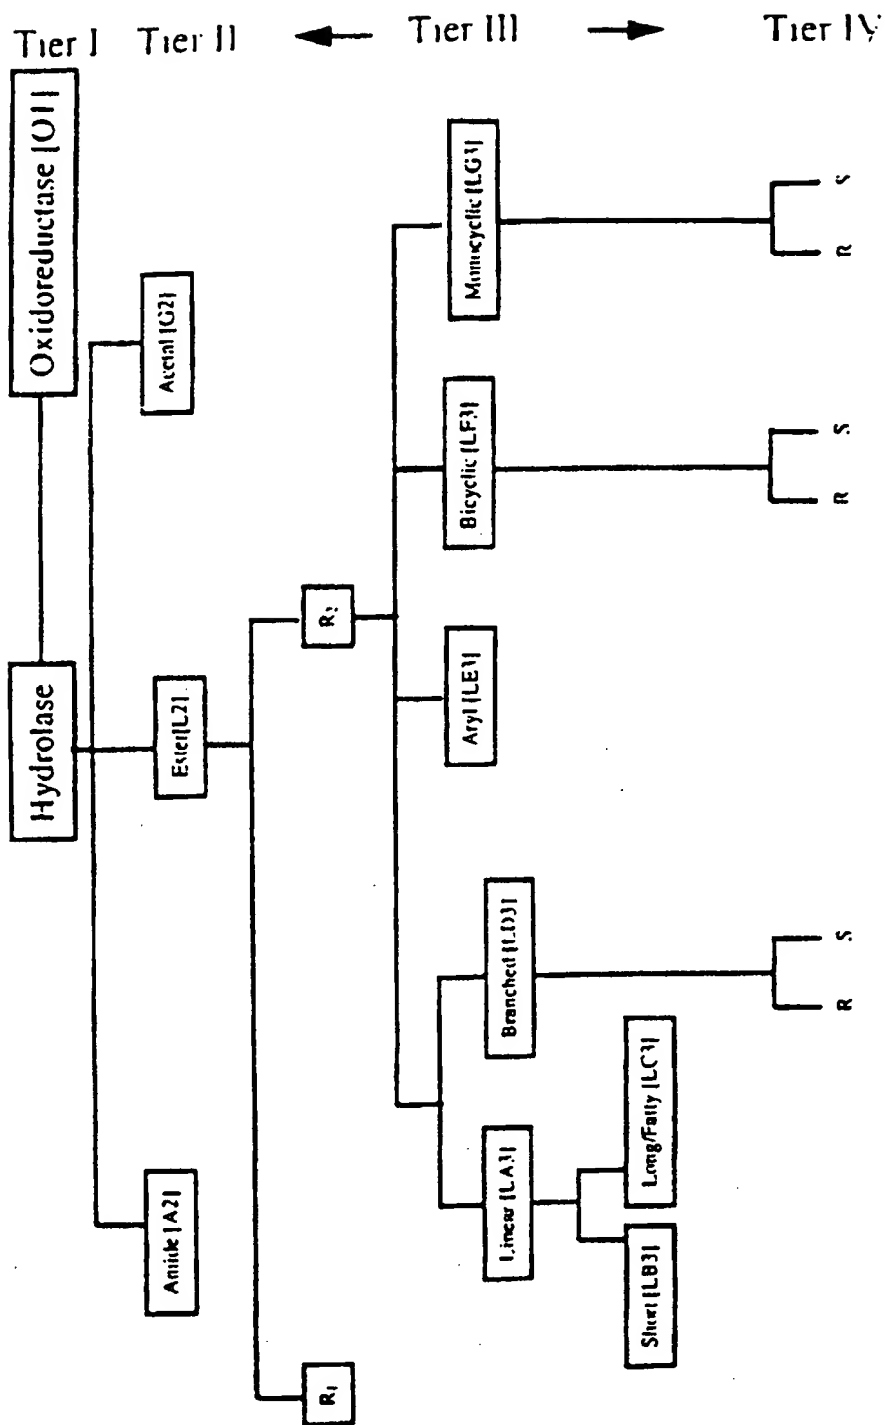 Tier I
Tier II
Tier III
Tier IV
Oxidoreductase [O1]
Hydrolase
Acetal [G2]
Ester[L2]
Amide [A2]
R₂
R₁
Monocyclic [LG3]
Bicyclic [LF3]
Aryl [LE3]
Branched [LD3]
Linear [LA3]
Long/Fatty [LC3]
Short [LB3]
S
R
S
R
S
R